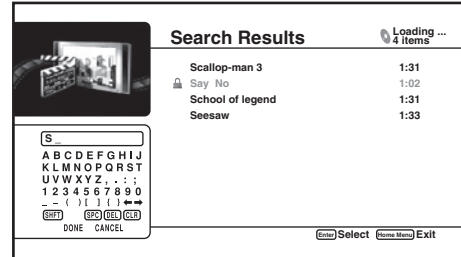 Search Results
Loading ...
4 items
Scallop-man 3 1:31
Say No 1:02
School of legend 1:31
Seesaw 1:33
S _
A B C D E F G H I J
K L M N O P Q R S T
U V W X Y Z , . : ;
1 2 3 4 5 6 7 8 9 0
_ – ( ) [ ] { } ← →
SHFT SPC DEL CLR
DONE CANCEL
Enter Select Home Menu Exit